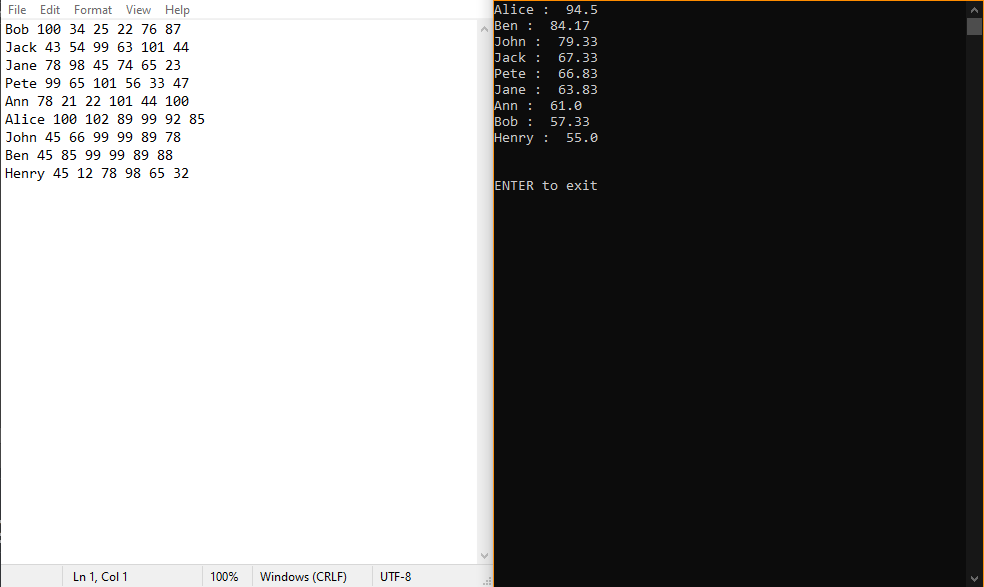 File Edit Format View Help
Bob 100 34 25 22 76 87
Jack 43 54 99 63 101 44
Jane 78 98 45 74 65 23
Pete 99 65 101 56 33 47
Ann 78 21 22 101 44 100
Alice 100 102 89 99 92 85
John 45 66 99 99 89 78
Ben 45 85 99 99 89 88
Henry 45 12 78 98 65 32
Ln 1, Col 1 100% Windows (CRLF) UTF-8
Alice :  94.5
Ben :  84.17
John :  79.33
Jack :  67.33
Pete :  66.83
Jane :  63.83
Ann :  61.0
Bob :  57.33
Henry :  55.0
ENTER to exit